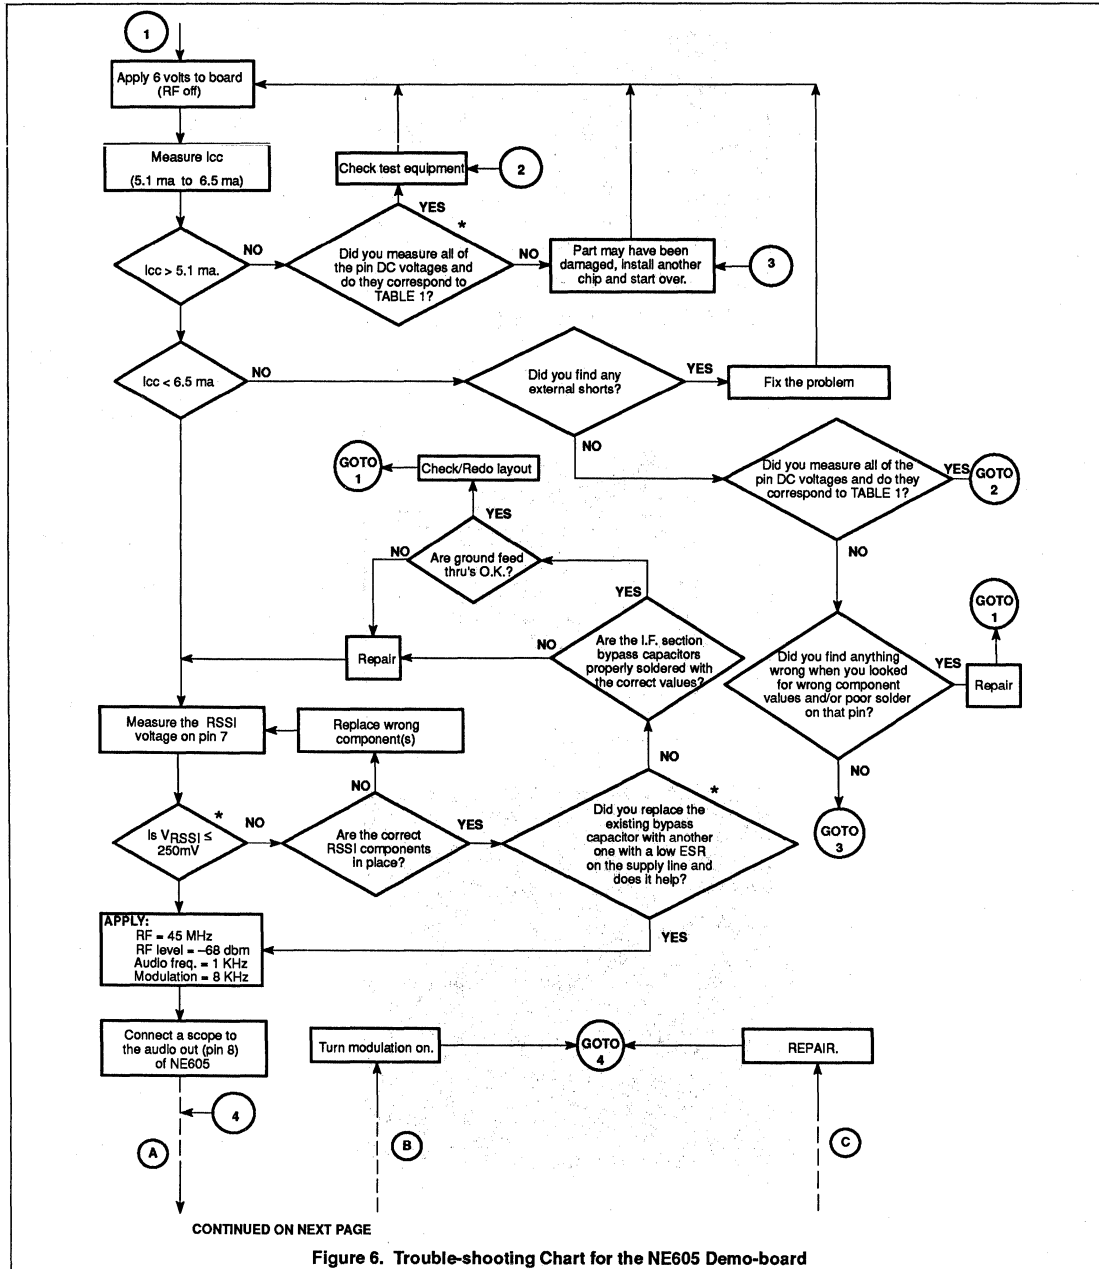 1
Apply 6 volts to board
(RF off)
Measure Icc
(5.1 ma to 6.5 ma)
Check test equipment
2
YES
*
Icc > 5.1 ma.
NO
Did you measure all of
the pin DC voltages and
do they correspond to
TABLE 1?
NO
Part may have been
damaged, install another
chip and start over.
3
Icc < 6.5 ma
NO
Did you find any
external shorts?
YES
Fix the problem
NO
GOTO
1
Check/Redo layout
Did you measure all of the
pin DC voltages and do they
correspond to TABLE 1?
YES
GOTO
2
YES
NO
Are ground feed
thru's O.K.?
NO
YES
GOTO
1
Repair
NO
Are the I.F. section
bypass capacitors
properly soldered with
the correct values?
Did you find anything
wrong when you looked
for wrong component
values and/or poor solder
on that pin?
YES
Repair
Measure the RSSI
voltage on pin 7
Replace wrong
component(s)
NO
NO
NO
*
Is VRSSI ≤
250mV
*
NO
Are the correct
RSSI components
in place?
YES
Did you replace the
existing bypass
capacitor with another
one with a low ESR
on the supply line and
does it help?
GOTO
3
YES
APPLY:
RF = 45 MHz
RF level = –68 dbm
Audio freq. = 1 KHz
Modulation = 8 KHz
Connect a scope to
the audio out (pin 8)
of NE605
Turn modulation on.
GOTO
4
REPAIR.
4
A
B
C
CONTINUED ON NEXT PAGE
Figure 6. Trouble-shooting Chart for the NE605 Demo-board